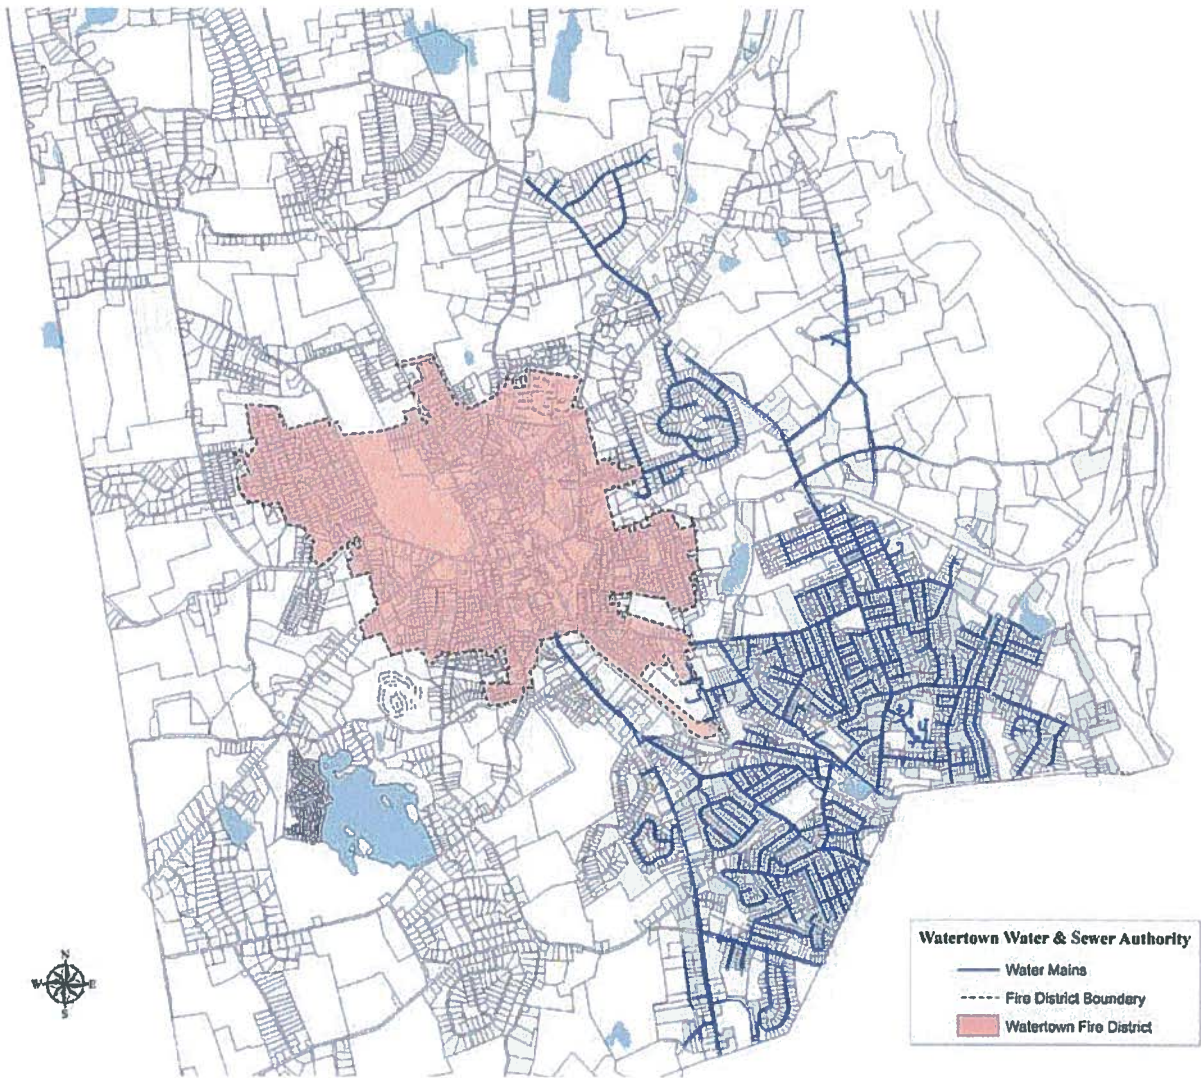 N
W E
S
Watertown Water & Sewer Authority
Water Mains
Fire District Boundary
Watertown Fire District